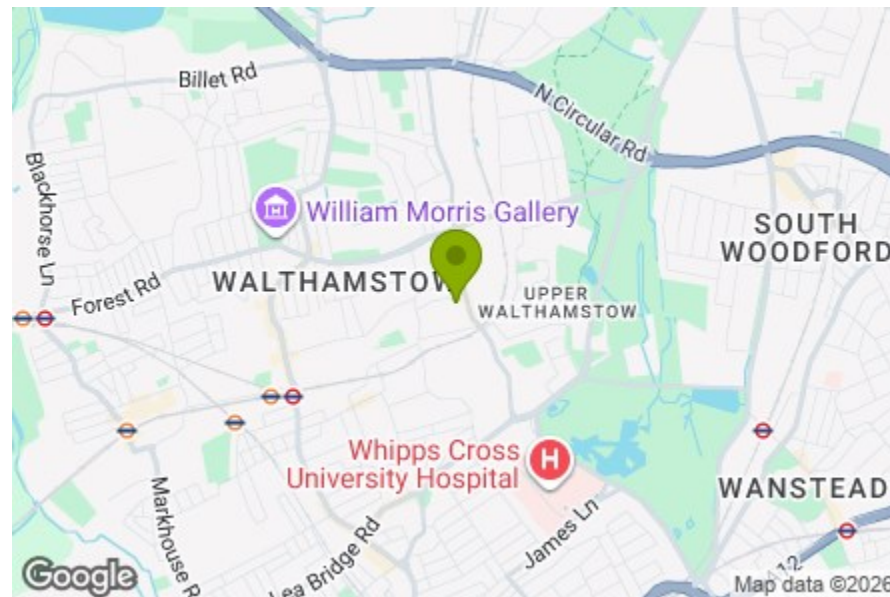 Billet Rd
N Circular Rd
Blackhorse Ln
William Morris Gallery
SOUTH
WOODFORD
Forest Rd
WALTHAMSTOW
UPPER
WALTHAMSTOW
Whipps Cross
University Hospital
H
WANSTEAD
Markhouse R
Lea Bridge Rd
James Ln
A12
Google
Map data ©2026